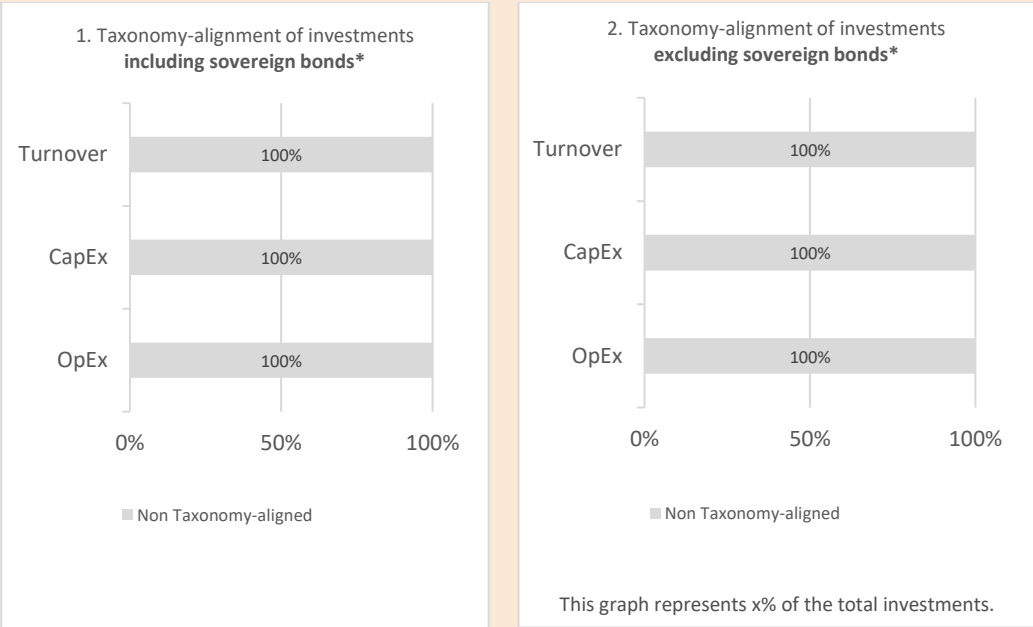 1. Taxonomy-alignment of investments
including sovereign bonds*
Turnover
100%
CapEx
100%
OpEx
100%
0% 50% 100%
Non Taxonomy-aligned
2. Taxonomy-alignment of investments
excluding sovereign bonds*
Turnover
100%
CapEx
100%
OpEx
100%
0% 50% 100%
Non Taxonomy-aligned
This graph represents x% of the total investments.